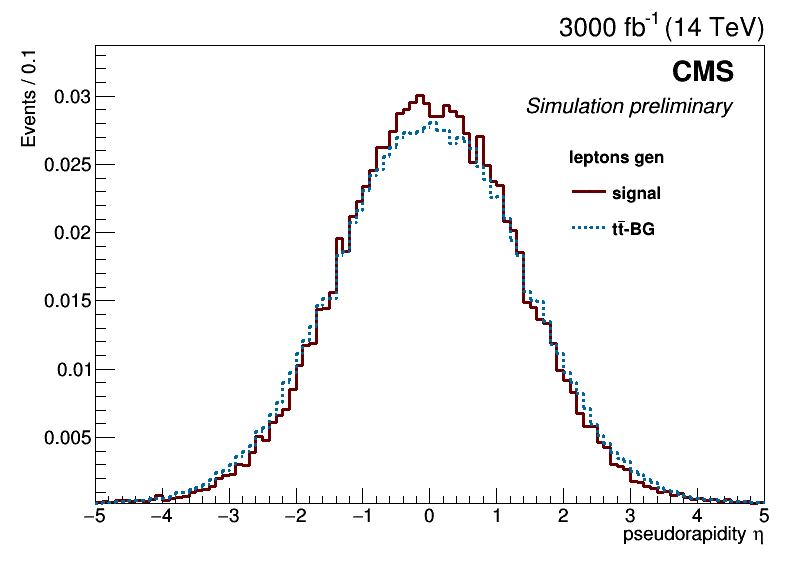 3000 fb⁻¹ (14 TeV)
Events / 0.1
CMS
Simulation preliminary
leptons gen
signal
tt̄-BG
0.03
0.025
0.02
0.015
0.01
0.005
−5 −4 −3 −2 −1 0 1 2 3 4 5
pseudorapidity η